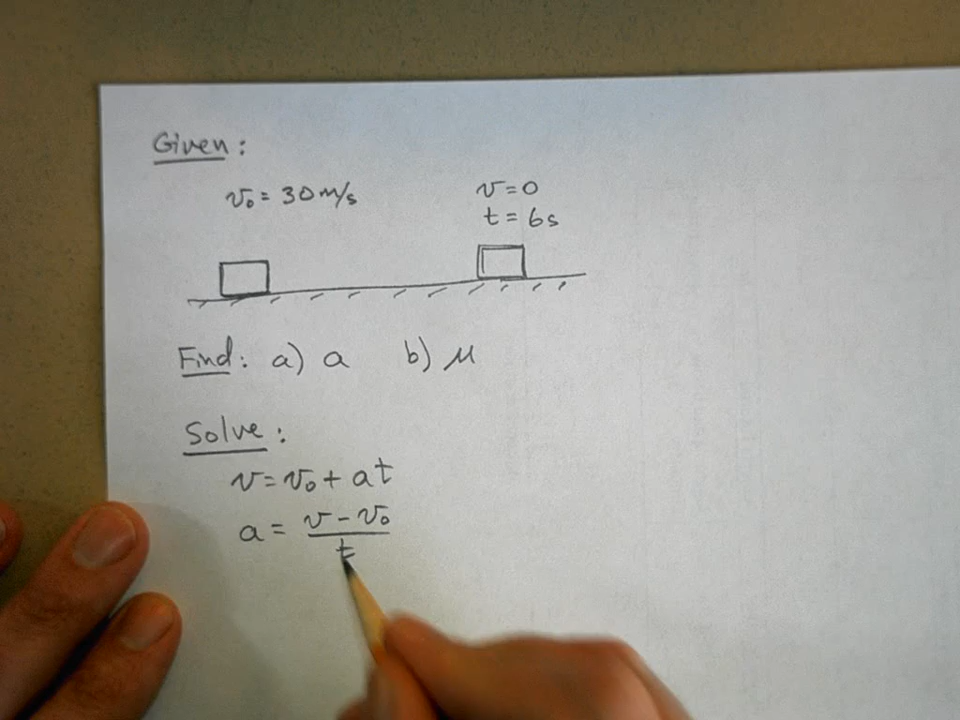 Given:
v₀ = 30 m/s
v = 0
t = 6s
Find: a) a b) μ
Solve:
v = v₀ + at
a = (v - v₀)/t